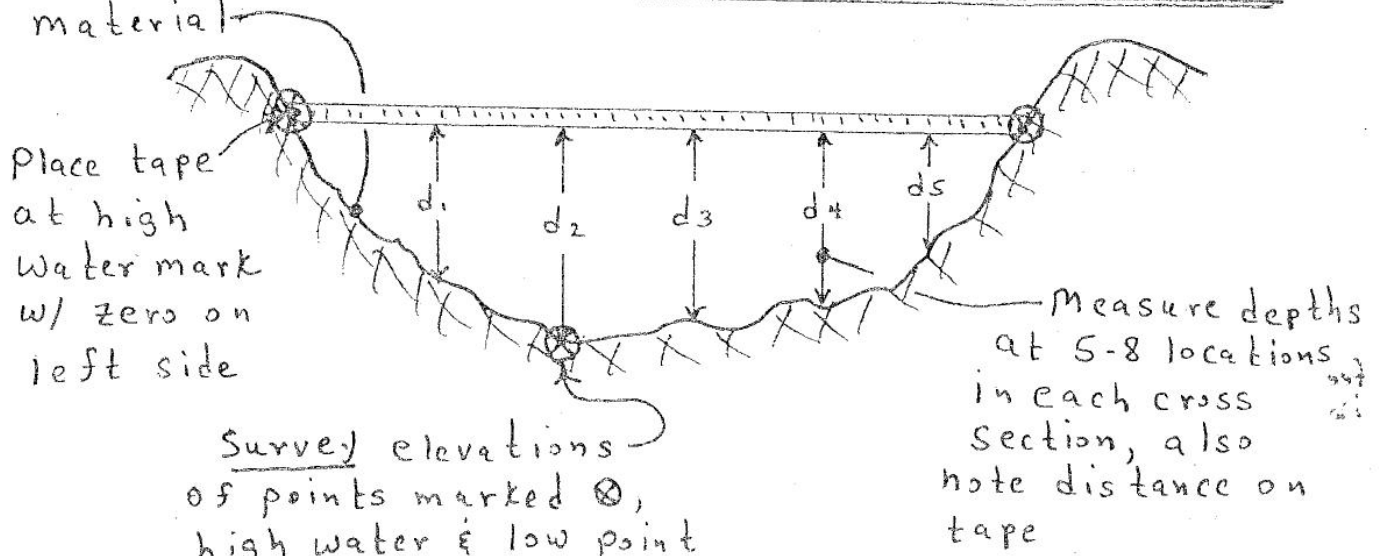 material
Place tape
at high
Water mark
w/ zero on
left side
d1
d2
d3
d4
d5
Measure depths
at 5-8 locations
in each cross
section, also
note distance on
tape
Survey elevations
of points marked ⊗,
high water & low point